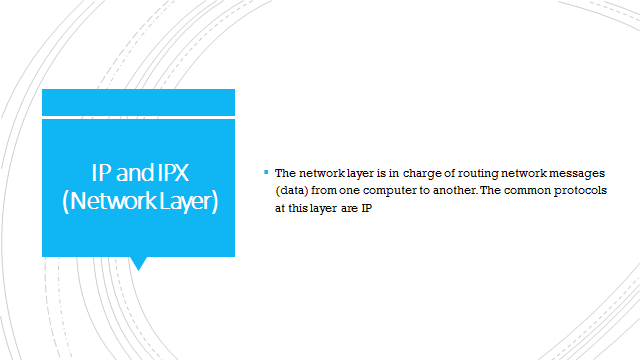 IP and IPX
(Network Layer)
The network layer is in charge of routing network messages
(data) from one computer to another. The common protocols
at this layer are IP